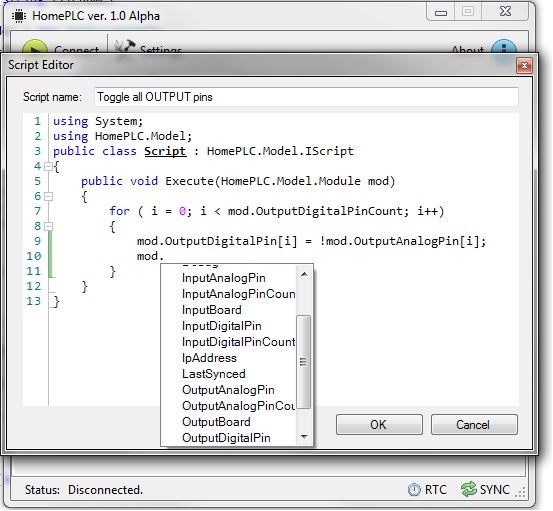 HomePLC ver. 1.0 Alpha
Connect Settings About
Script Editor
Script name: Toggle all OUTPUT pins
1 using System;
2 using HomePLC.Model;
3 public class Script : HomePLC.Model.IScript
4 {
5 public void Execute(HomePLC.Model.Module mod)
6 {
7 for ( i = 0; i < mod.OutputDigitalPinCount; i++)
8 {
9 mod.OutputDigitalPin[i] = !mod.OutputAnalogPin[i];
10 mod.
11 }
12 }
13 }
InputAnalogPin
InputAnalogPinCoun
InputBoard
InputDigitalPin
InputDigitalPinCount
IpAddress
LastSynced
OutputAnalogPin
OutputAnalogPinCou
OutputBoard
OutputDigitalPin
OK Cancel
Status: Disconnected. RTC SYNC